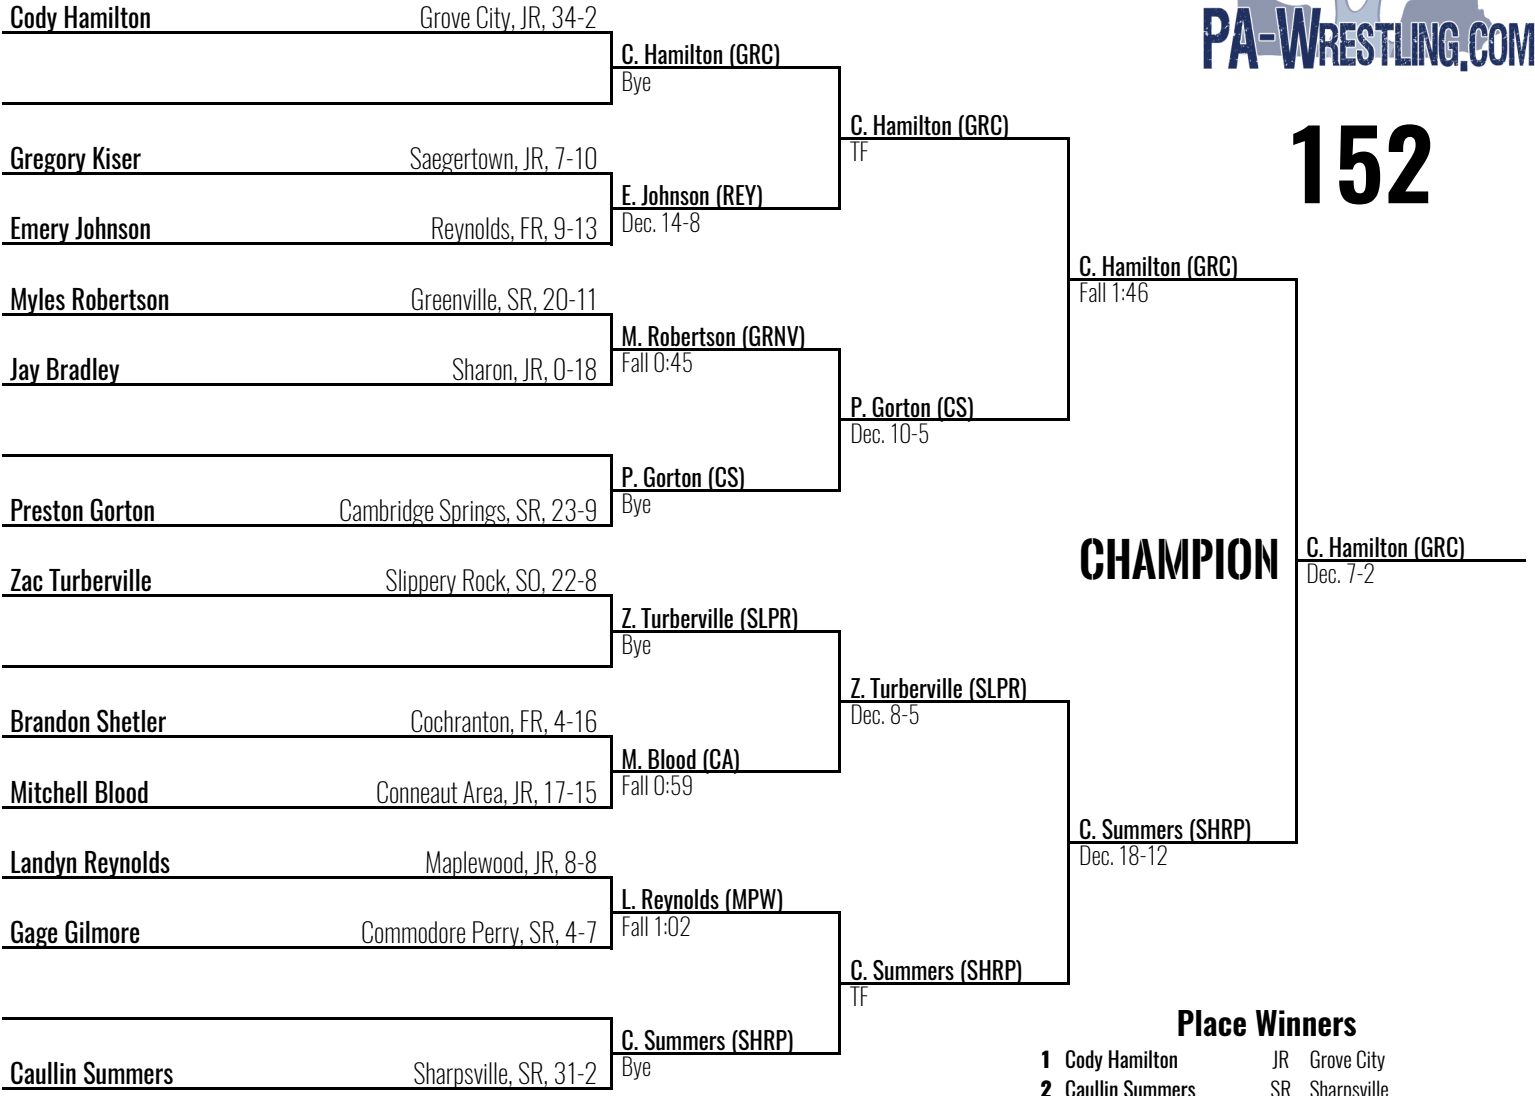 Cody Hamilton Grove City, JR, 34-2
C. Hamilton (GRC)
Bye
PA-WRESTLING.COM
152
C. Hamilton (GRC)
TF
Gregory Kiser Saegertown, JR, 7-10
E. Johnson (REY)
Dec. 14-8
Emery Johnson Reynolds, FR, 9-13
C. Hamilton (GRC)
Fall 1:46
Myles Robertson Greenville, SR, 20-11
M. Robertson (GRNV)
Fall 0:45
Jay Bradley Sharon, JR, 0-18
P. Gorton (CS)
Dec. 10-5
P. Gorton (CS)
Bye
Preston Gorton Cambridge Springs, SR, 23-9
CHAMPION
C. Hamilton (GRC)
Dec. 7-2
Zac Turberville Slippery Rock, SO, 22-8
Z. Turberville (SLPR)
Bye
Z. Turberville (SLPR)
Dec. 8-5
Brandon Shetler Cochranton, FR, 4-16
M. Blood (CA)
Fall 0:59
Mitchell Blood Conneaut Area, JR, 17-15
C. Summers (SHRP)
Dec. 18-12
Landyn Reynolds Maplewood, JR, 8-8
L. Reynolds (MPW)
Fall 1:02
Gage Gilmore Commodore Perry, SR, 4-7
C. Summers (SHRP)
TF
C. Summers (SHRP)
Bye
Caullin Summers Sharpsville, SR, 31-2
Place Winners
1 Cody Hamilton JR Grove City
2 Caullin Summers SR Sharpsville